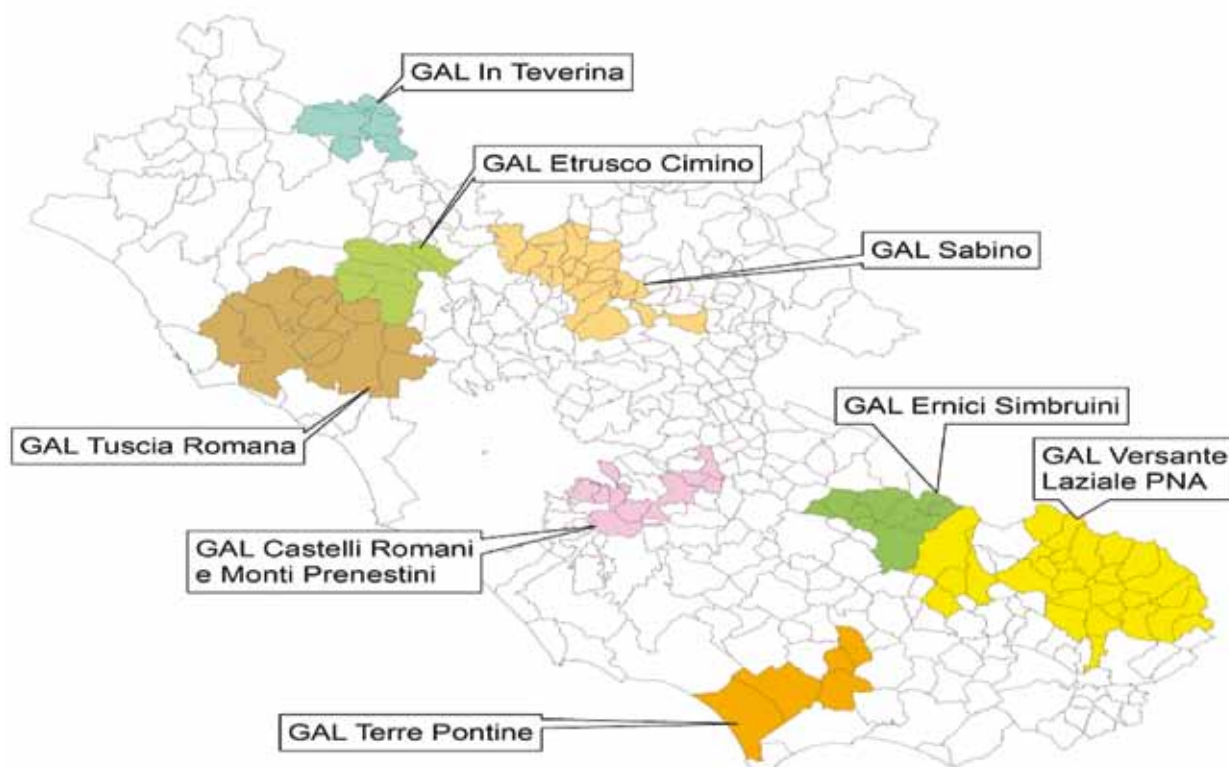 GAL In Teverina
GAL Etrusco Cimino
GAL Sabino
GAL Ernici Simbruini
GAL Tuscia Romana
GAL Versante
Laziale PNA
GAL Castelli Romani
e Monti Prenestini
GAL Terre Pontine